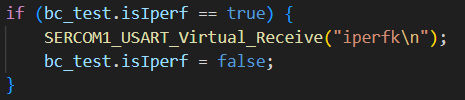 if (bc_test.isIperf == true) {
    SERCOM1_USART_Virtual_Receive("iperfk\n");
    bc_test.isIperf = false;
}